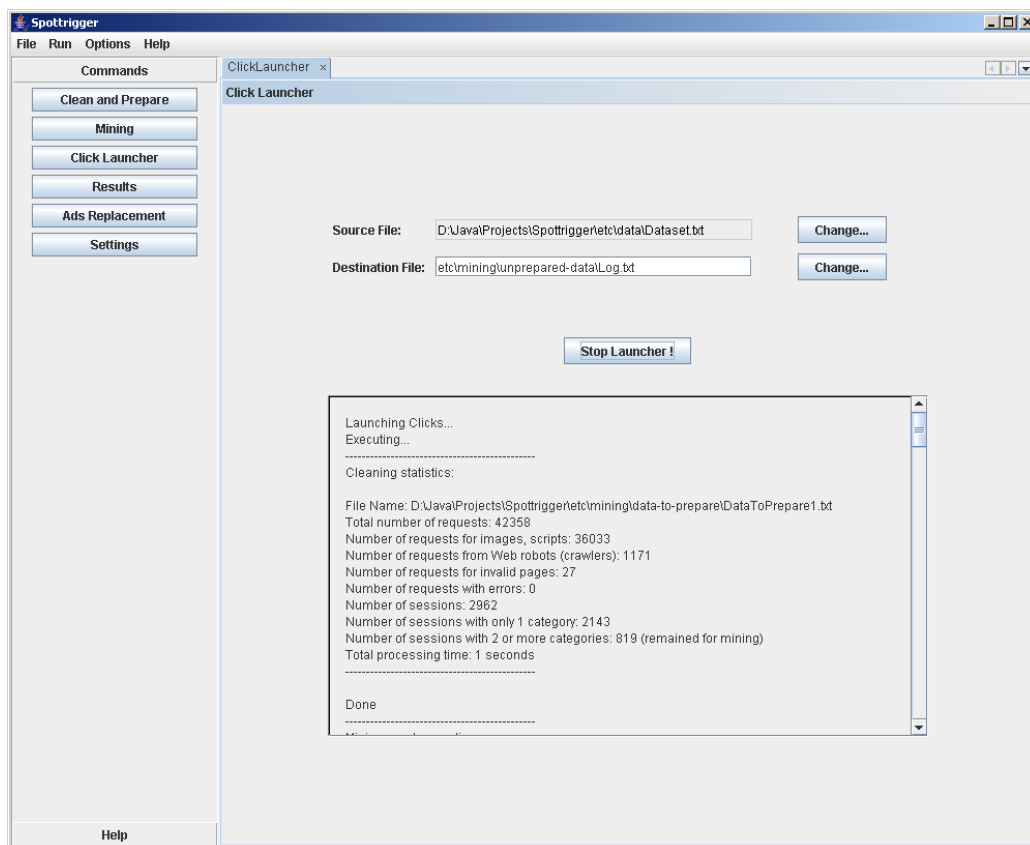 Spottrigger
File Run Options Help
Commands
Clean and Prepare
Mining
Click Launcher
Results
Ads Replacement
Settings
Help
ClickLauncher ×
Click Launcher
Source File: D:\Java\Projects\Spottrigger\etc\data\Dataset.txt Change...
Destination File: etc\mining\unprepared-data\Log.txt Change...
Stop Launcher !
Launching Clicks...
Executing...
----------------------------------------------
Cleaning statistics:
File Name: D:\Java\Projects\Spottrigger\etc\mining\data-to-prepare\DataToPrepare1.txt
Total number of requests: 42358
Number of requests for images, scripts: 36033
Number of requests from Web robots (crawlers): 1171
Number of requests for invalid pages: 27
Number of requests with errors: 0
Number of sessions: 2962
Number of sessions with only 1 category: 2143
Number of sessions with 2 or more categories: 819 (remained for mining)
Total processing time: 1 seconds
----------------------------------------------
Done
----------------------------------------------